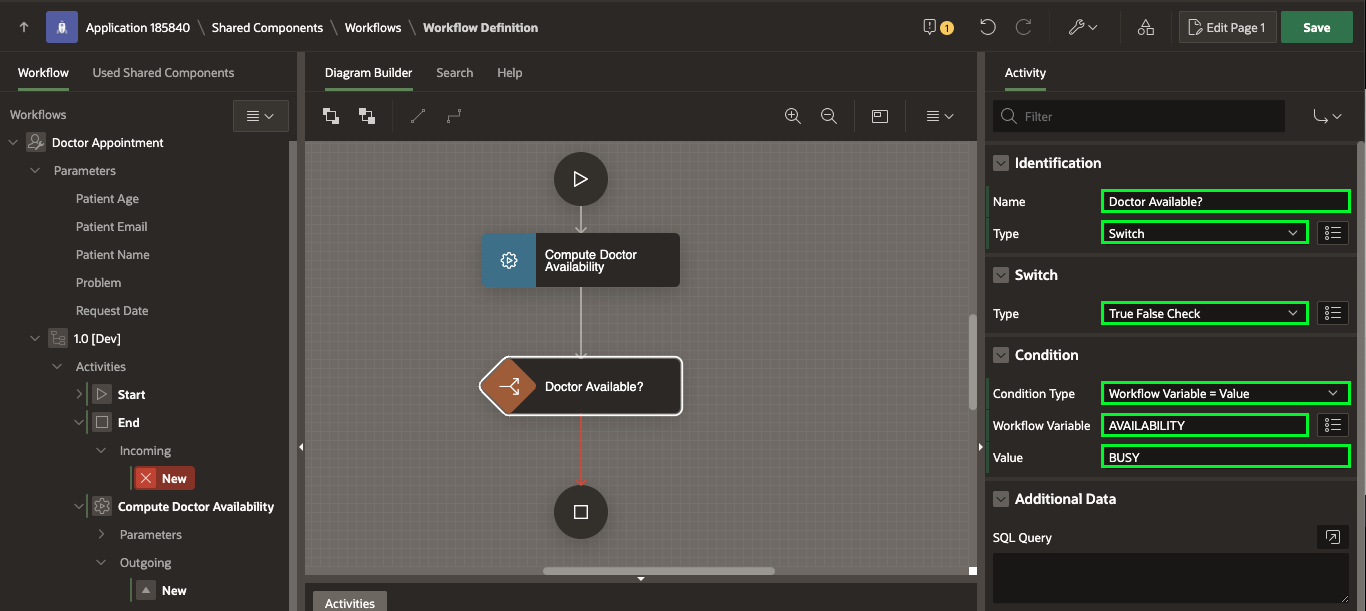 Application 185840 \ Shared Components \ Workflows \ Workflow Definition
1
Edit Page 1
Save
Workflow
Used Shared Components
Workflows
Doctor Appointment
Parameters
Patient Age
Patient Email
Patient Name
Problem
Request Date
1.0 [Dev]
Activities
Start
End
Incoming
New
Compute Doctor Availability
Parameters
Outgoing
New
Diagram Builder
Search
Help
Compute Doctor
Availability
Doctor Available?
Activities
Activity
Filter
Identification
Name
Doctor Available?
Type
Switch
Switch
Type
True False Check
Condition
Condition Type
Workflow Variable = Value
Workflow Variable
AVAILABILITY
Value
BUSY
Additional Data
SQL Query